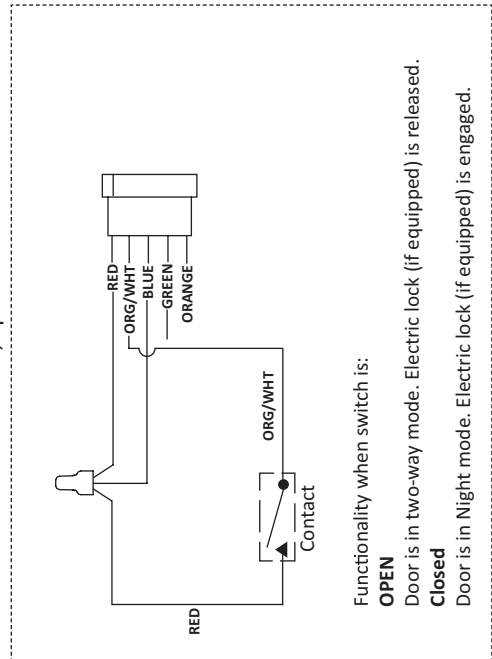 RED
ORG/WHT
BLUE
GREEN
ORANGE
ORG/WHT
RED
Contact
Functionality when switch is:
OPEN
Door is in two-way mode. Electric lock (if equipped) is released.
Closed
Door is in Night mode. Electric lock (if equipped) is engaged.